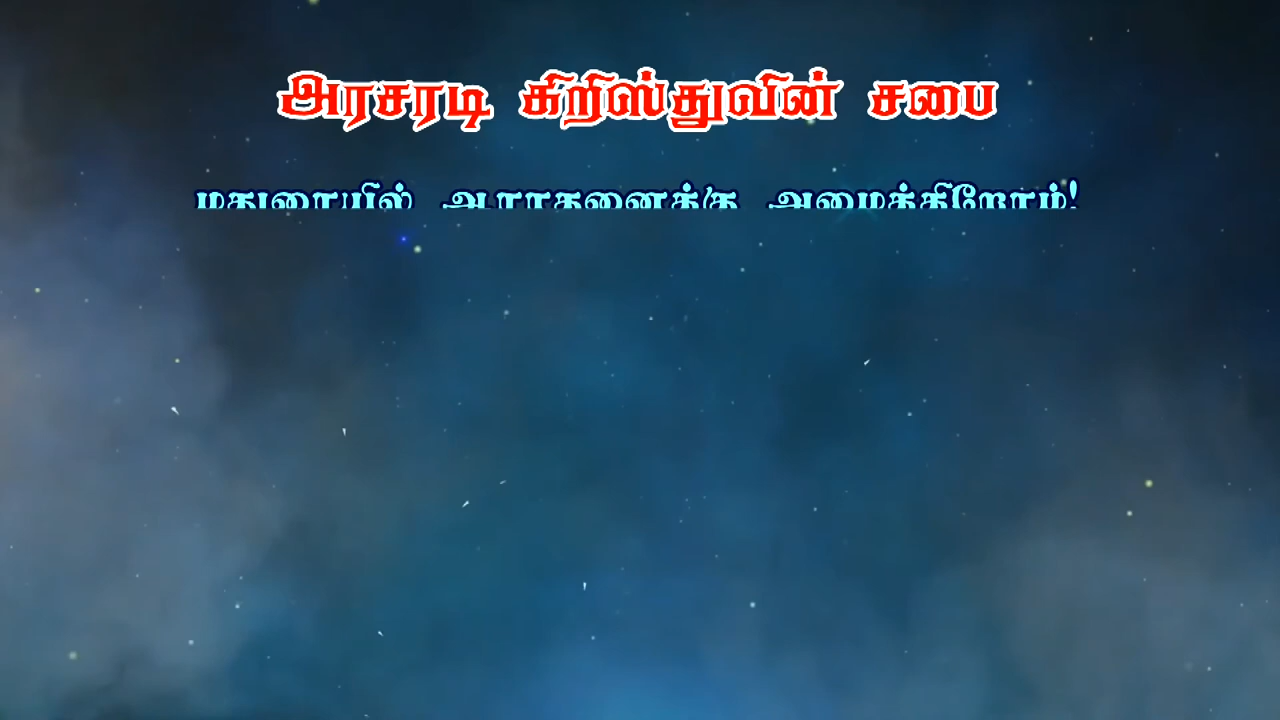 அரசரடி கிறிஸ்துவின் சபை
மதுரையில் ஆராதனைக்கு அழைக்கிறோம்!